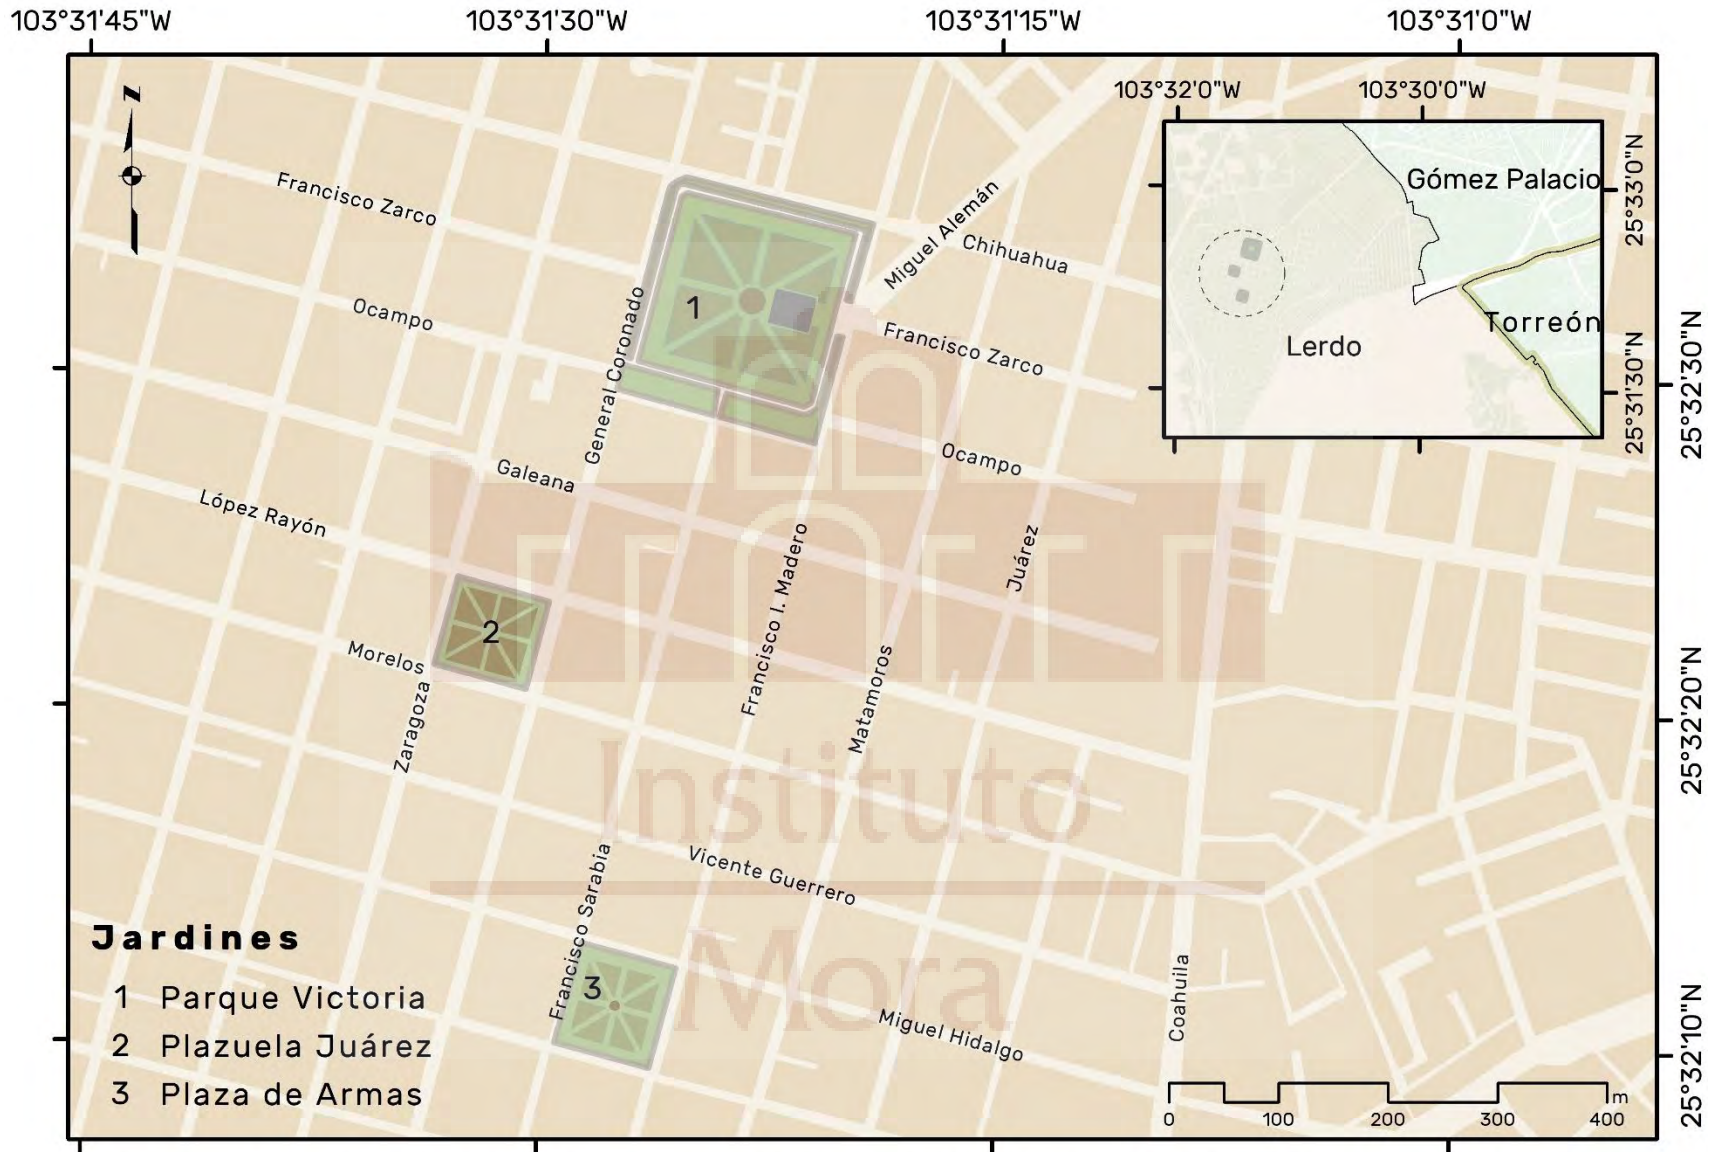 103°31'45"W
103°31'30"W
103°31'15"W
103°31'0"W
103°32'0"W
103°30'0"W
Gómez Palacio
Torreón
Lerdo
25°33'0"N
25°31'30"N
25°32'30"N
25°32'20"N
25°32'10"N
Z
Francisco Zarco
Ocampo
General Coronado
1
Miguel Alemán
Chihuahua
Francisco Zarco
Ocampo
Galeana
López Rayón
Juárez
Francisco I. Madero
Matamoros
2
Morelos
Zaragoza
Instituto
Mora
Vicente Guerrero
Francisco Sarabia
3
Miguel Hidalgo
Coahuila
Jardines
1 Parque Victoria
2 Plazuela Juárez
3 Plaza de Armas
0 100 200 300 400 m